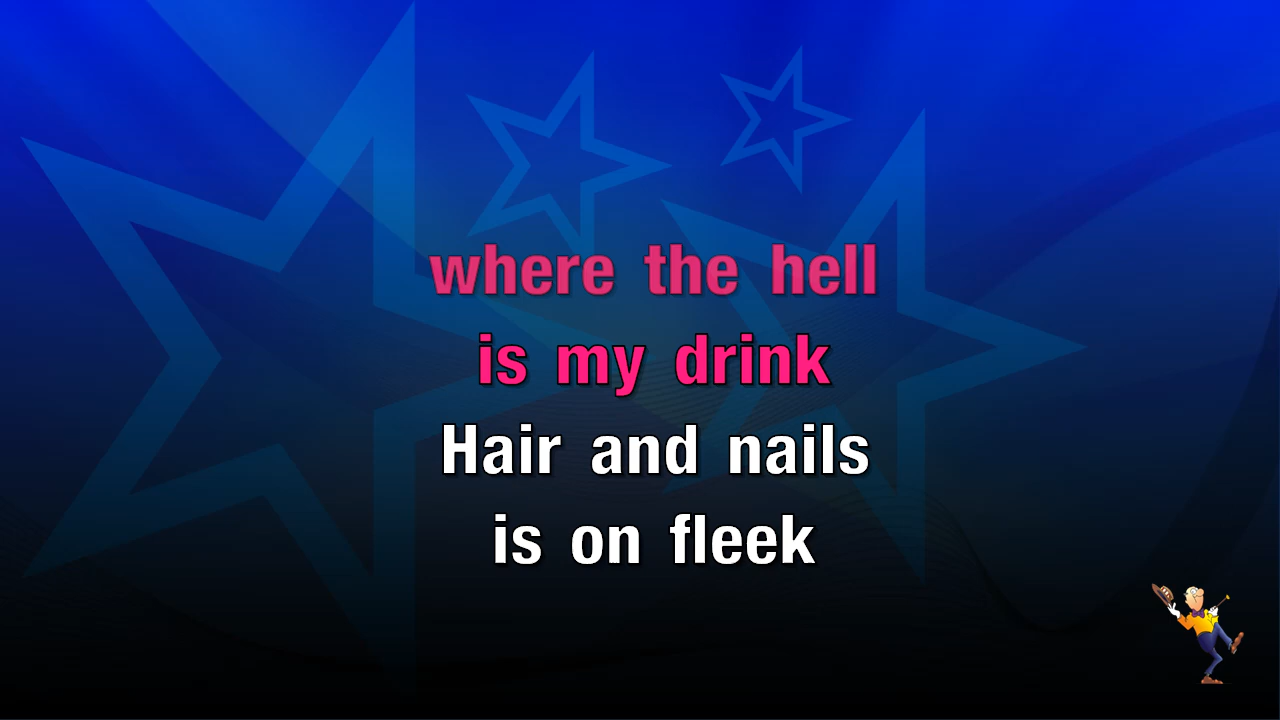 where the hell
is my drink
Hair and nails
is on fleek